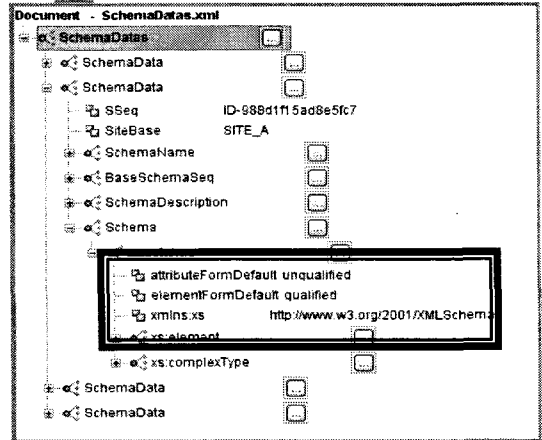 Document - SchemaDatas.xml
SchemaDatas
SchemaData
SchemaData
SSeq ID-988d1f15ad8e5fc7
SiteBase SITE_A
SchemaName
BaseSchemaSeq
SchemaDescription
Schema
attributeFormDefault unqualified
elementFormDefault qualified
xmlns:xs http://www.w3.org/2001/XMLSchema
xs:element
xs:complexType
SchemaData
SchemaData